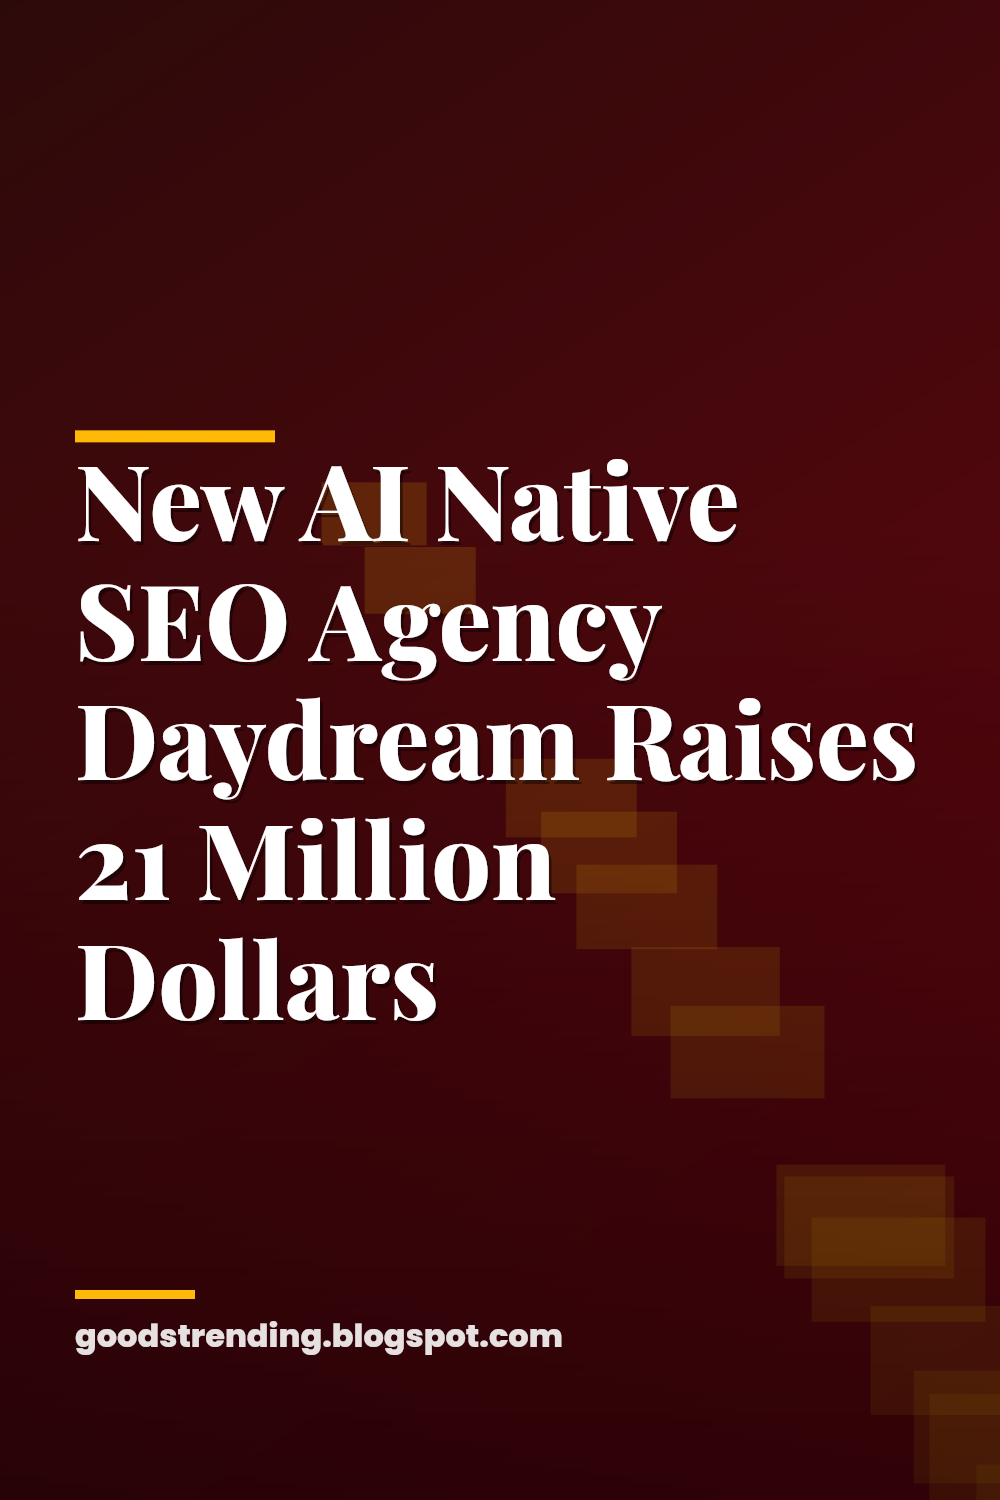 New AI Native
SEO Agency
Daydream Raises
21 Million
Dollars
goodstrending.blogspot.com